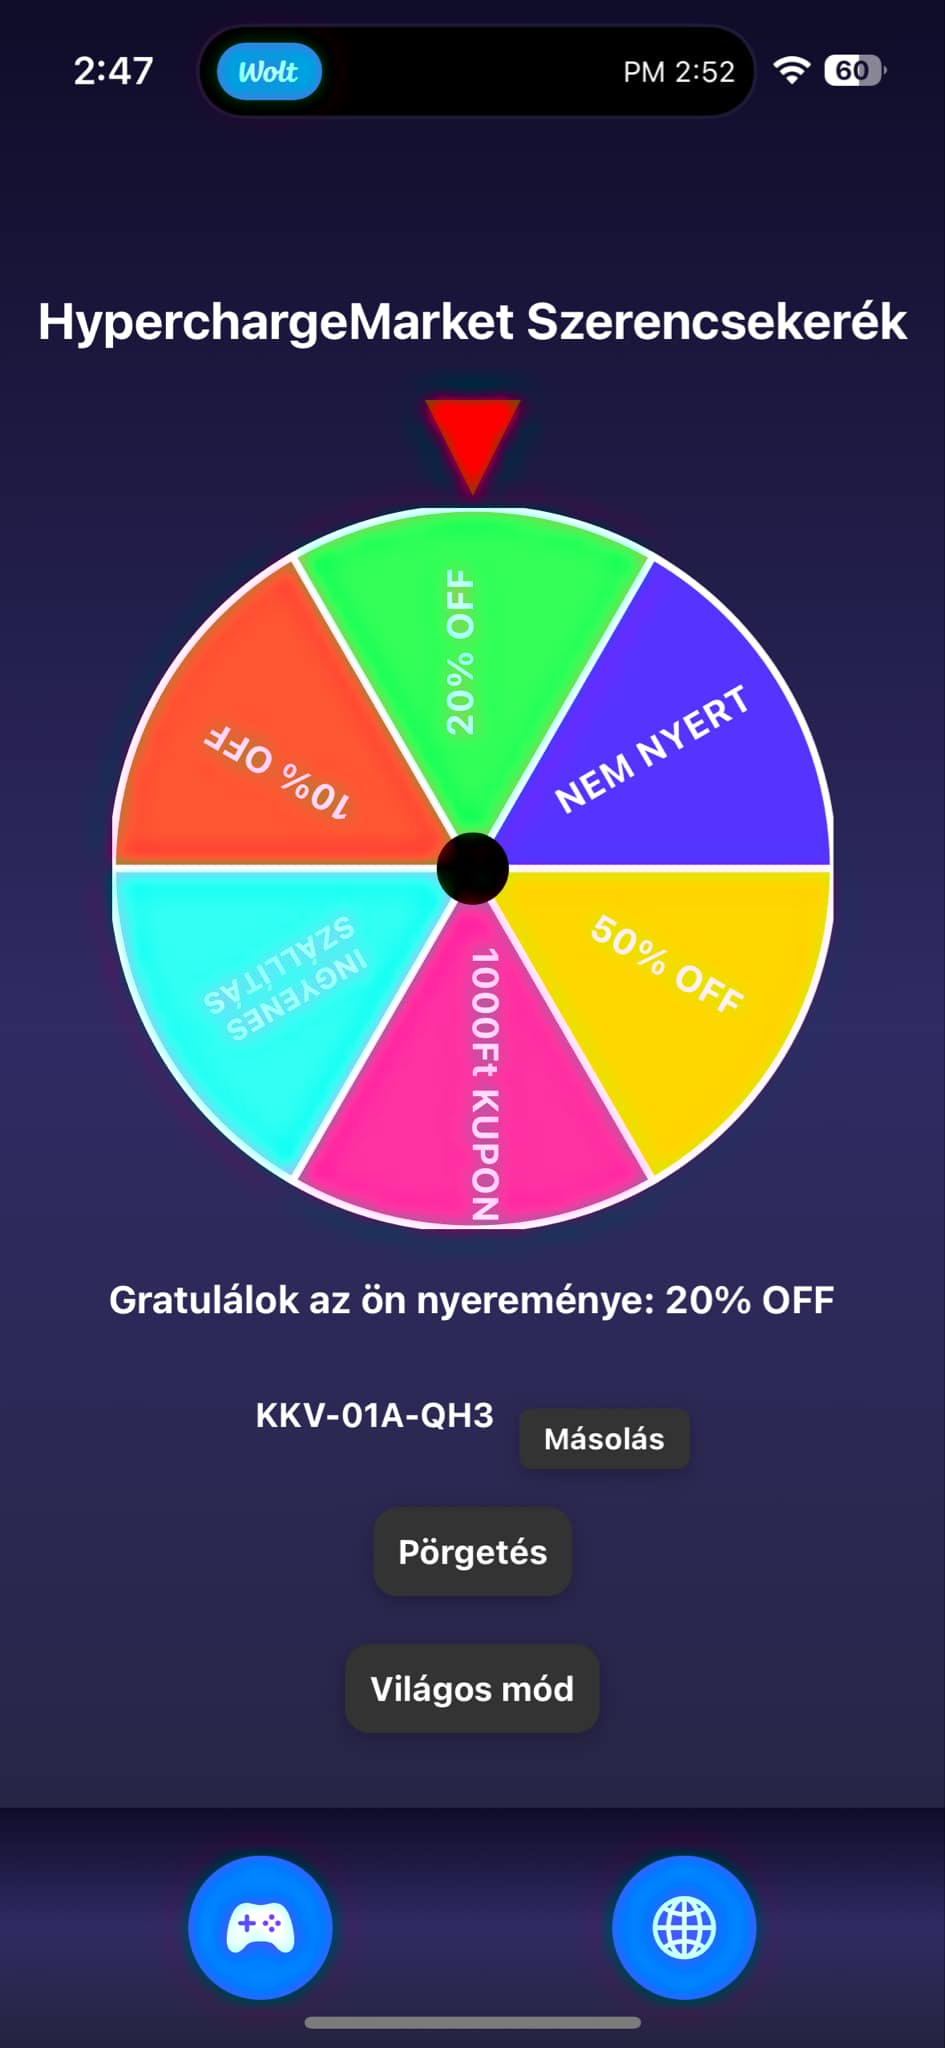 2:47
Wolt
PM 2:52
60
HyperchargeMarket Szerencsekerék
20% OFF
NEM NYERT
10% OFF
50% OFF
INGYENES
SZÁLLÍTÁS
1000Ft KUPON
Gratulálok az ön nyereménye: 20% OFF
KKV-01A-QH3
Másolás
Pörgetés
Világos mód